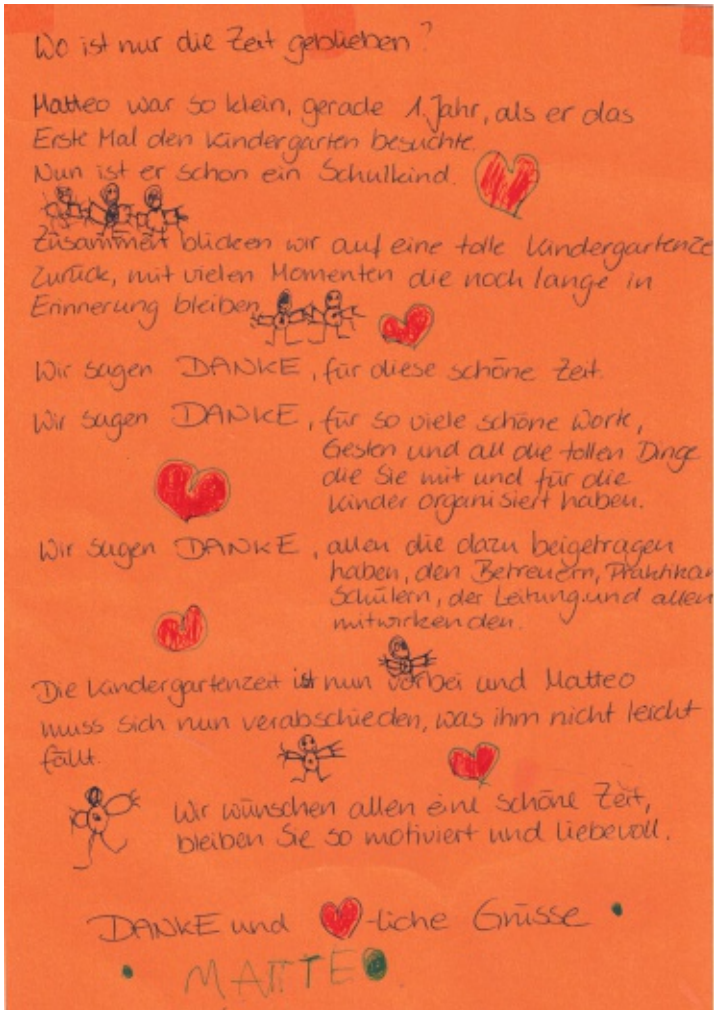 Wo ist nur die Zeit geblieben?
Matteo war so klein, gerade 1. Jahr, als er das
Erste Mal den Kindergarten besuchte.
Nun ist er schon ein Schulkind.
Zusammen blicken wir auf eine tolle Kindergartenze
Zurück, mit vielen Momenten die noch lange in
Erinnerung bleiben
Wir sagen DANKE, für diese schöne Zeit.
Wir sagen DANKE, für so viele schöne Worte,
Gesten und all die tollen Dinge
die Sie mit und für die
Kinder organisiert haben.
Wir sagen DANKE, allen die dazu beigetragen
haben, den Betreuern, Praktikan
Schülern, der Leitung und allen
mitwirkenden.
Die Kindergartenzeit ist nun vorbei und Matteo
muss sich nun verabschieden, was ihm nicht leicht
fällt.
Wir wünschen allen eine schöne Zeit,
bleiben Sie so motiviert und liebevoll.
DANKE und ❤-liche Grüsse
MATTEO